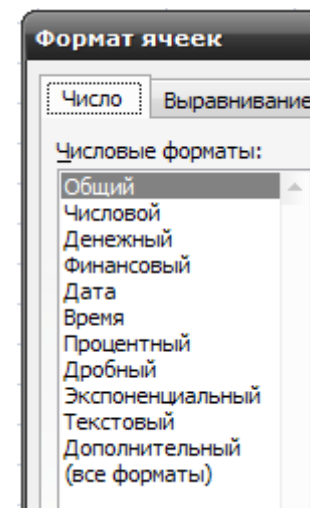 Формат ячеек
Число Выравнивание
Числовые форматы:
Общий
Числовой
Денежный
Финансовый
Дата
Время
Процентный
Дробный
Экспоненциальный
Текстовый
Дополнительный
(все форматы)